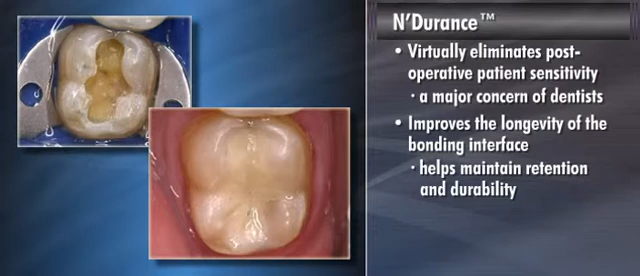 N'Durance™
• Virtually eliminates post-
operative patient sensitivity
· a major concern of dentists
• Improves the longevity of the
bonding interface
· helps maintain retention
and durability